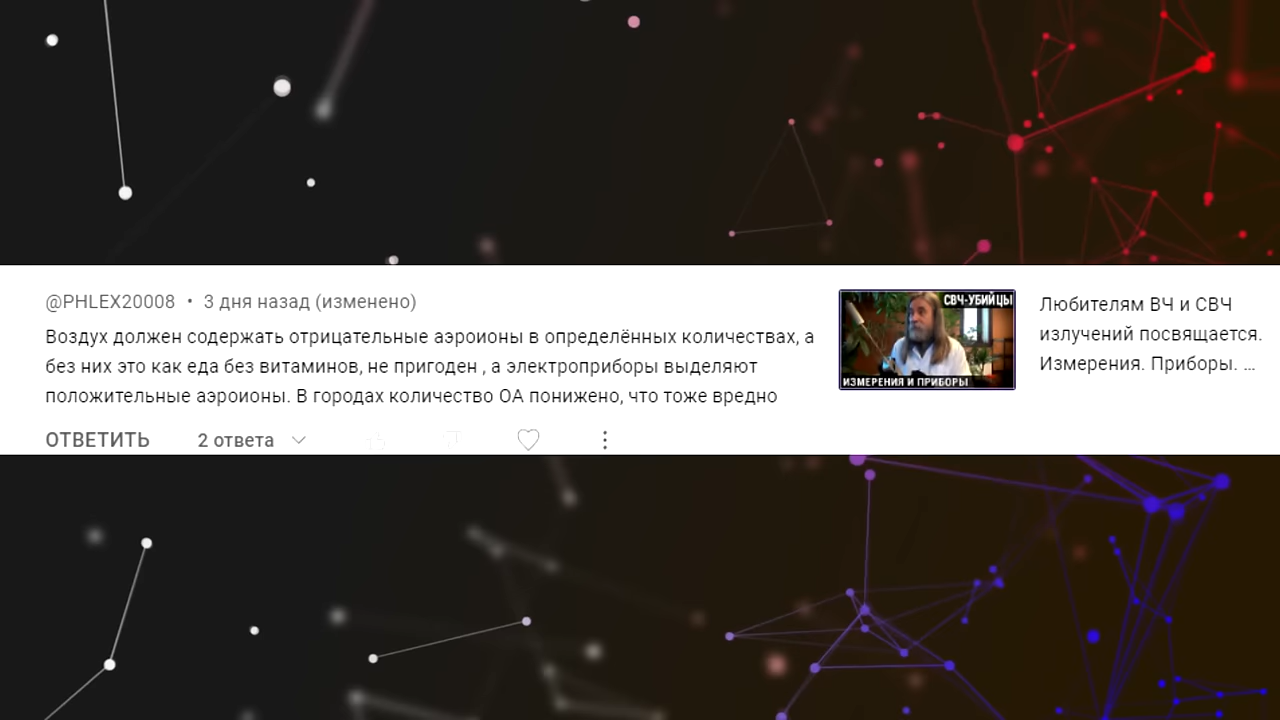 @PHLEX20008 • 3 дня назад (изменено)
Воздух должен содержать отрицательные аэроионы в определённых количествах, а
без них это как еда без витаминов, не пригоден , а электроприборы выделяют
положительные аэроионы. В городах количество ОА понижено, что тоже вредно
ОТВЕТИТЬ 2 ответа
СВЧ-УБИЙЦЫ
ИЗМЕРЕНИЯ И ПРИБОРЫ
Любителям ВЧ и СВЧ
излучений посвящается.
Измерения. Приборы. ...